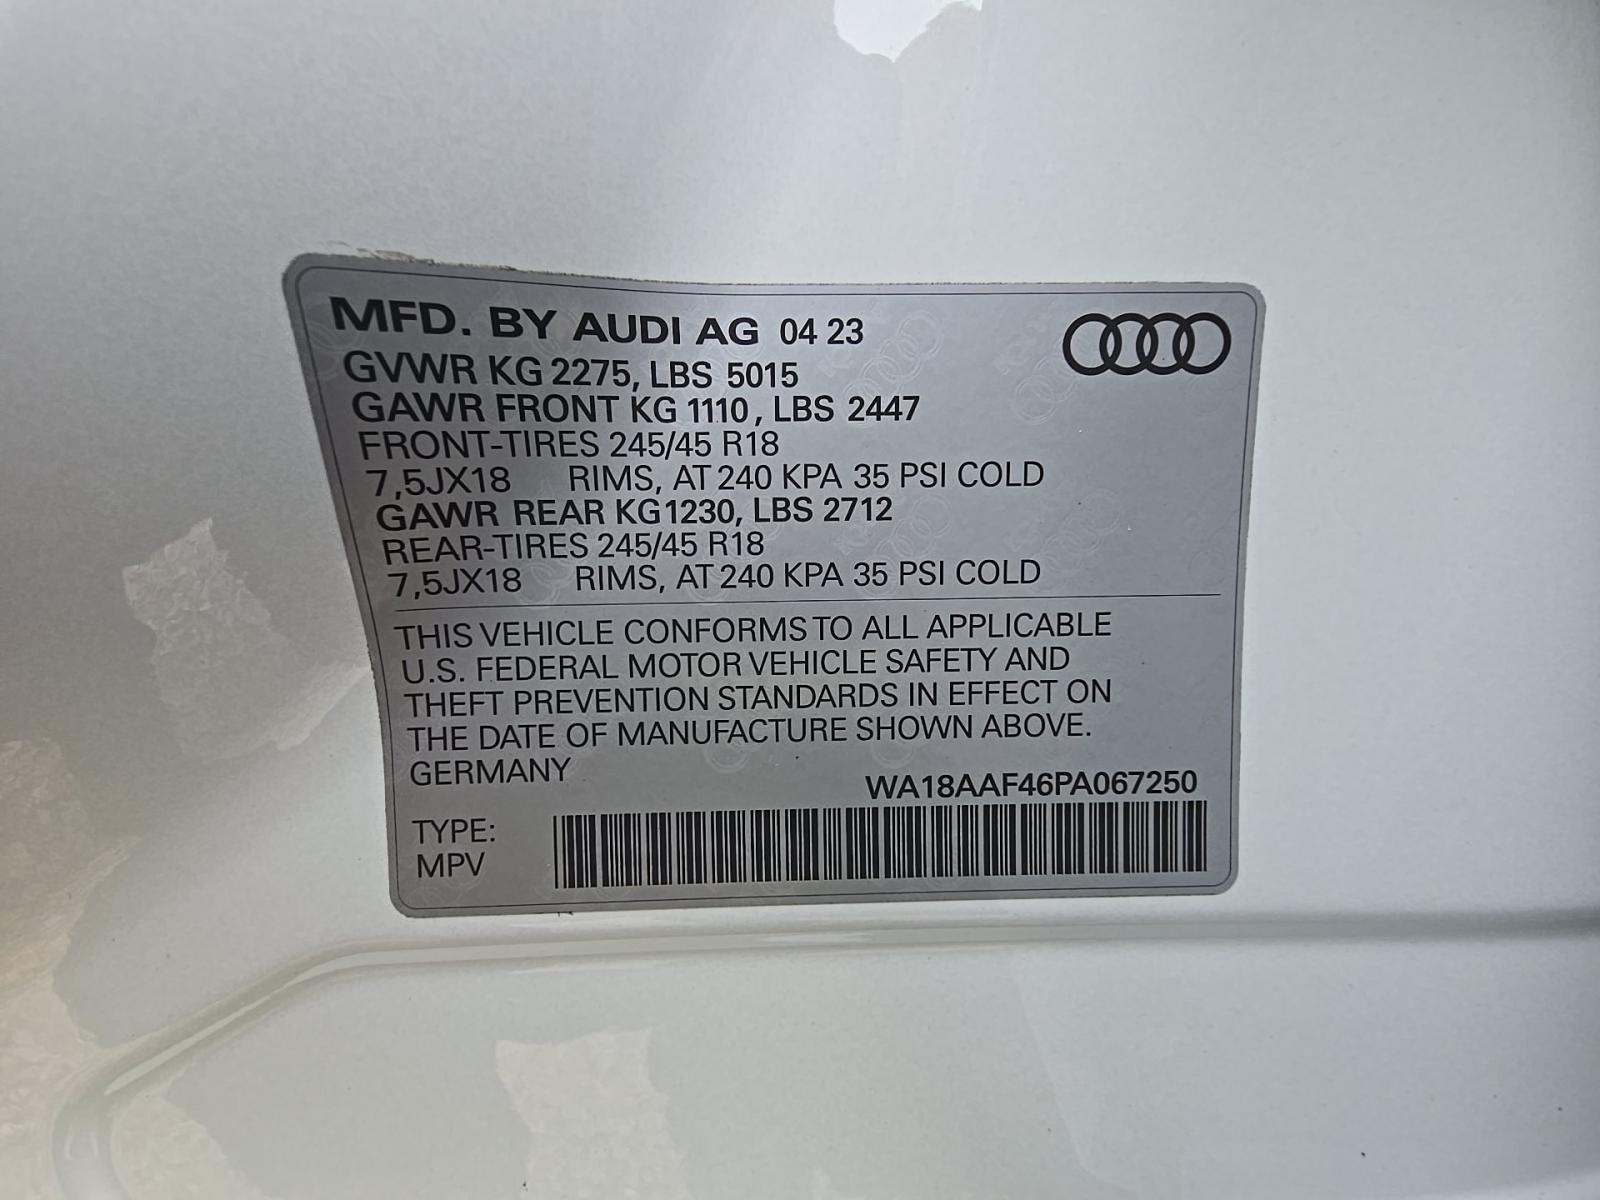 MFD. BY AUDI AG 04 23
GVWR KG 2275, LBS 5015
GAWR FRONT KG 1110, LBS 2447
FRONT-TIRES 245/45 R18
7,5JX18 RIMS, AT 240 KPA 35 PSI COLD
GAWR REAR KG1230, LBS 2712
REAR-TIRES 245/45 R18
7,5JX18 RIMS, AT 240 KPA 35 PSI COLD
THIS VEHICLE CONFORMS TO ALL APPLICABLE
U.S. FEDERAL MOTOR VEHICLE SAFETY AND
THEFT PREVENTION STANDARDS IN EFFECT ON
THE DATE OF MANUFACTURE SHOWN ABOVE.
GERMANY
WA18AAF46PA067250
TYPE:
MPV